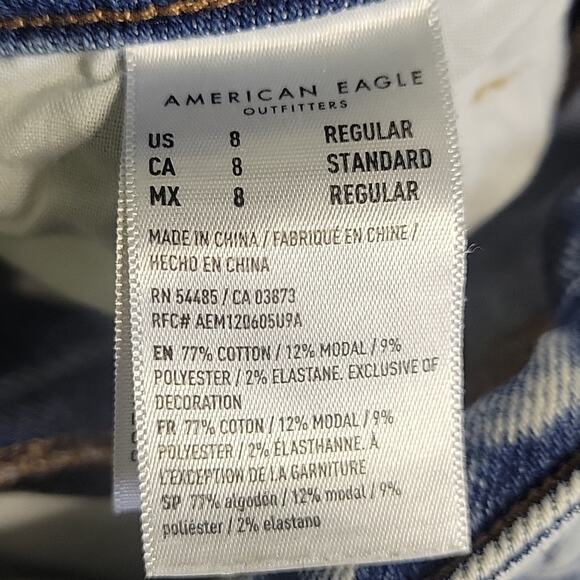 AMERICAN EAGLE
OUTFITTERS
US 8 REGULAR
CA 8 STANDARD
MX 8 REGULAR
MADE IN CHINA / FABRIQUÉ EN CHINE /
HECHO EN CHINA
RN 54485 / CA 03873
RFC# AEM120605U9A
EN 77% COTTON / 12% MODAL / 9%
POLYESTER / 2% ELASTANE. EXCLUSIVE OF
DECORATION
FR 77% COTON / 12% MODAL / 9%
POLYESTER / 2% ÉLASTHANNE. À
L'EXCEPTION DE LA GARNITURE
SP 77% algodón / 12% modal / 9%
poliéster / 2% elastano